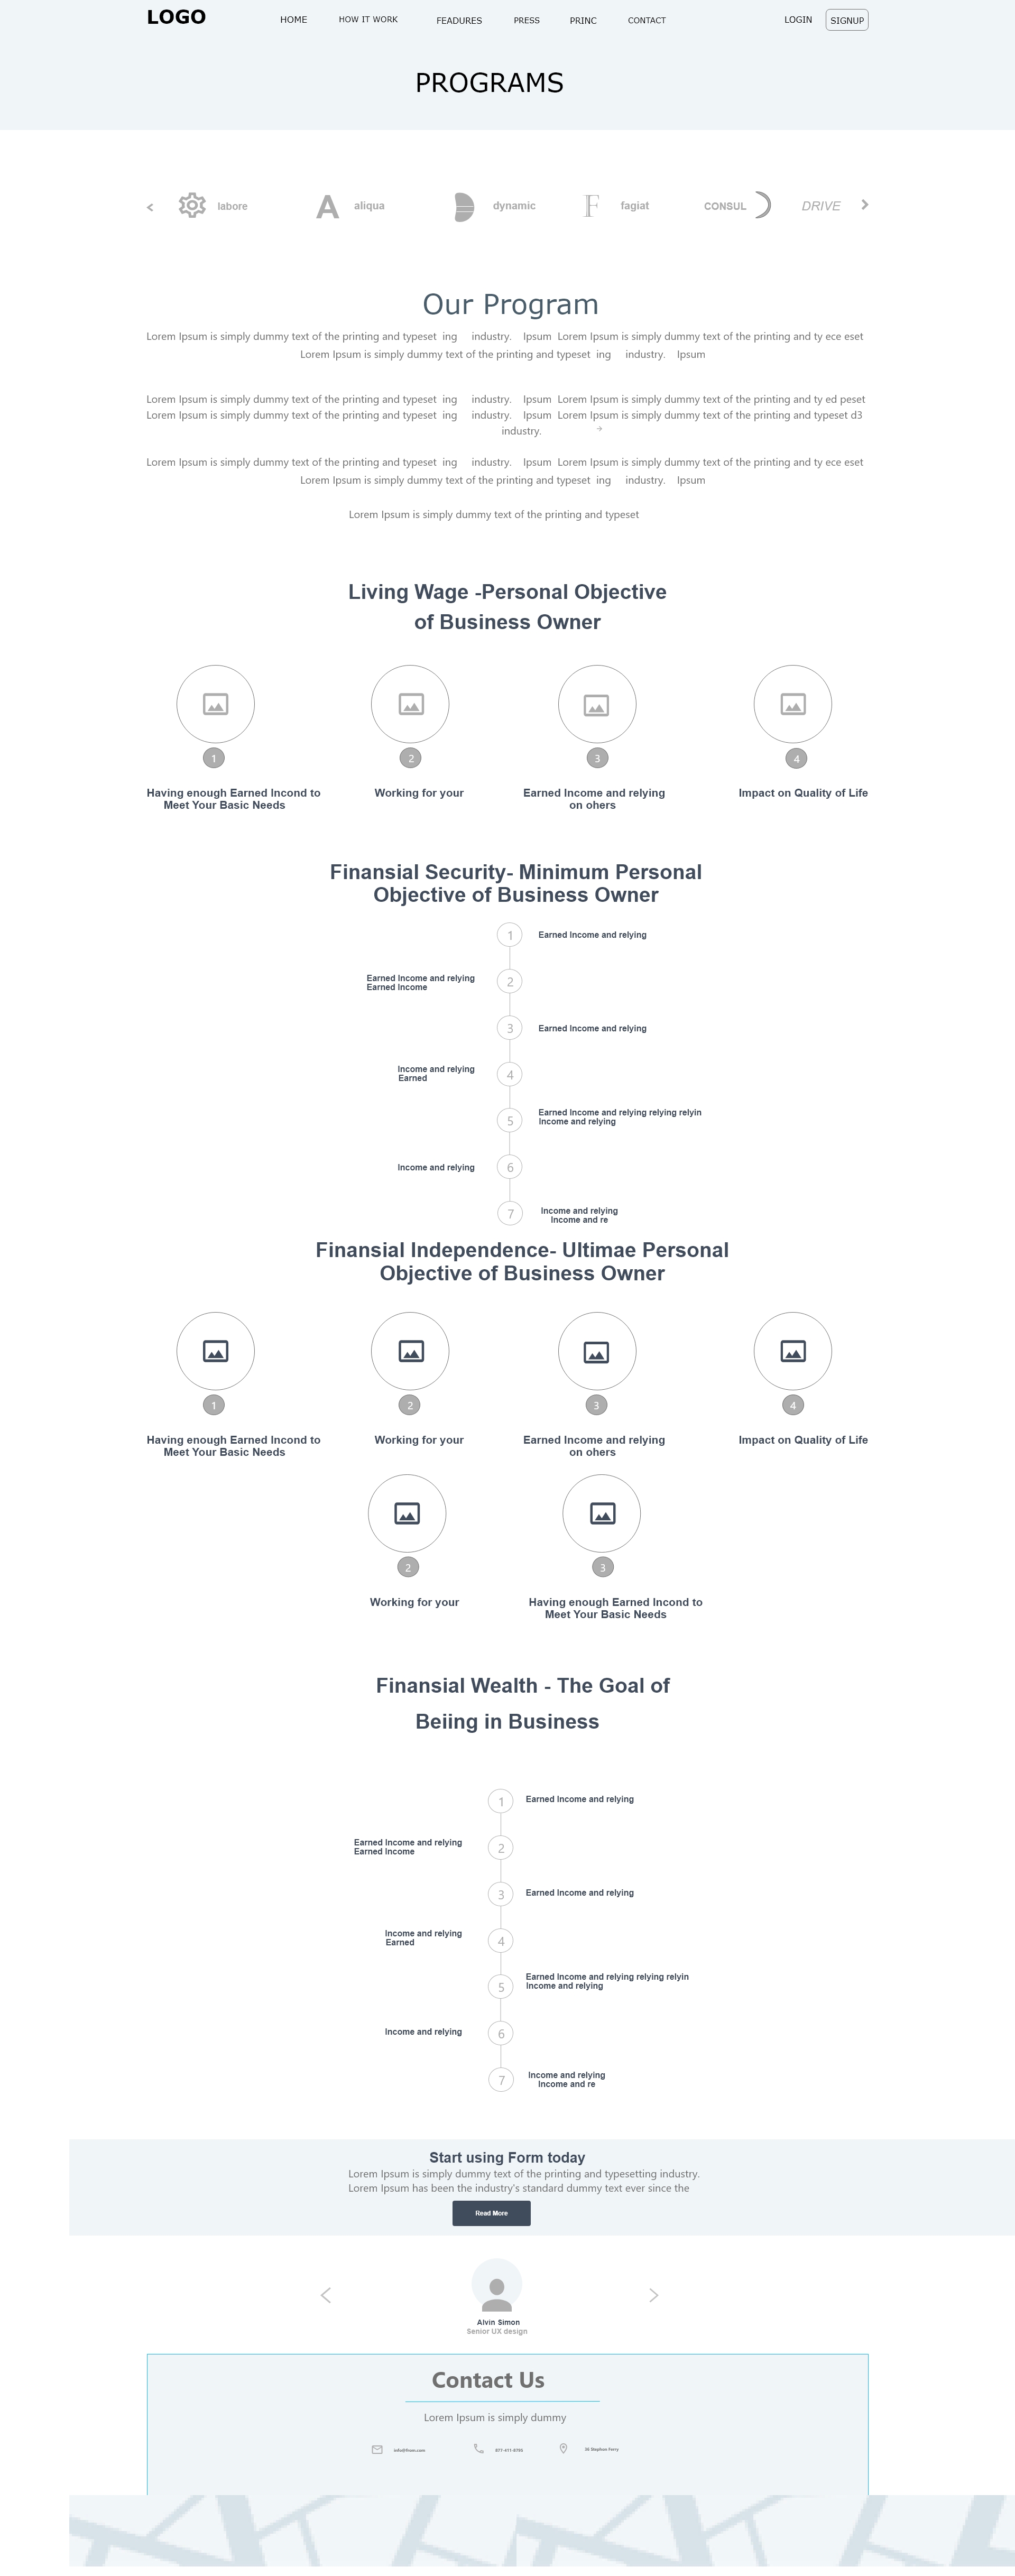 LOGO HOME HOW IT WORK FEADURES PRESS PRINC CONTACT LOGIN SIGNUP
PROGRAMS
labore A aliqua dynamic F fagiat CONSUL DRIVE
Our Program
Lorem Ipsum is simply dummy text of the printing and typeset ing industry. Ipsum Lorem Ipsum is simply dummy text of the printing and ty ece eset
Lorem Ipsum is simply dummy text of the printing and typeset ing industry. Ipsum
Lorem Ipsum is simply dummy text of the printing and typeset ing industry. Ipsum Lorem Ipsum is simply dummy text of the printing and ty ed peset
Lorem Ipsum is simply dummy text of the printing and typeset ing industry. Ipsum Lorem Ipsum is simply dummy text of the printing and typeset d3
industry.
Lorem Ipsum is simply dummy text of the printing and typeset ing industry. Ipsum Lorem Ipsum is simply dummy text of the printing and ty ece eset
Lorem Ipsum is simply dummy text of the printing and typeset ing industry. Ipsum
Lorem Ipsum is simply dummy text of the printing and typeset
Living Wage -Personal Objective
of Business Owner
1 2 3 4
Having enough Earned Incond to
Meet Your Basic Needs
Working for your
Earned Income and relying
on ohers
Impact on Quality of Life
Finansial Security- Minimum Personal
Objective of Business Owner
1 Earned Income and relying
2 Earned Income and relying
Earned Income
3 Earned Income and relying
4 Income and relying
Earned
5 Earned Income and relying relying relyin
Income and relying
6 Income and relying
7 Income and relying
Income and re
Finansial Independence- Ultimae Personal
Objective of Business Owner
1 2 3 4
Having enough Earned Incond to
Meet Your Basic Needs
Working for your
Earned Income and relying
on ohers
Impact on Quality of Life
2 3
Working for your
Having enough Earned Incond to
Meet Your Basic Needs
Finansial Wealth - The Goal of
Beiing in Business
1 Earned Income and relying
2 Earned Income and relying
Earned Income
3 Earned Income and relying
4 Income and relying
Earned
5 Earned Income and relying relying relyin
Income and relying
6 Income and relying
7 Income and relying
Income and re
Start using Form today
Lorem Ipsum is simply dummy text of the printing and typesetting industry.
Lorem Ipsum has been the industry's standard dummy text ever since the
Read More
Alvin Simon
Senior UX design
Contact Us
Lorem Ipsum is simply dummy